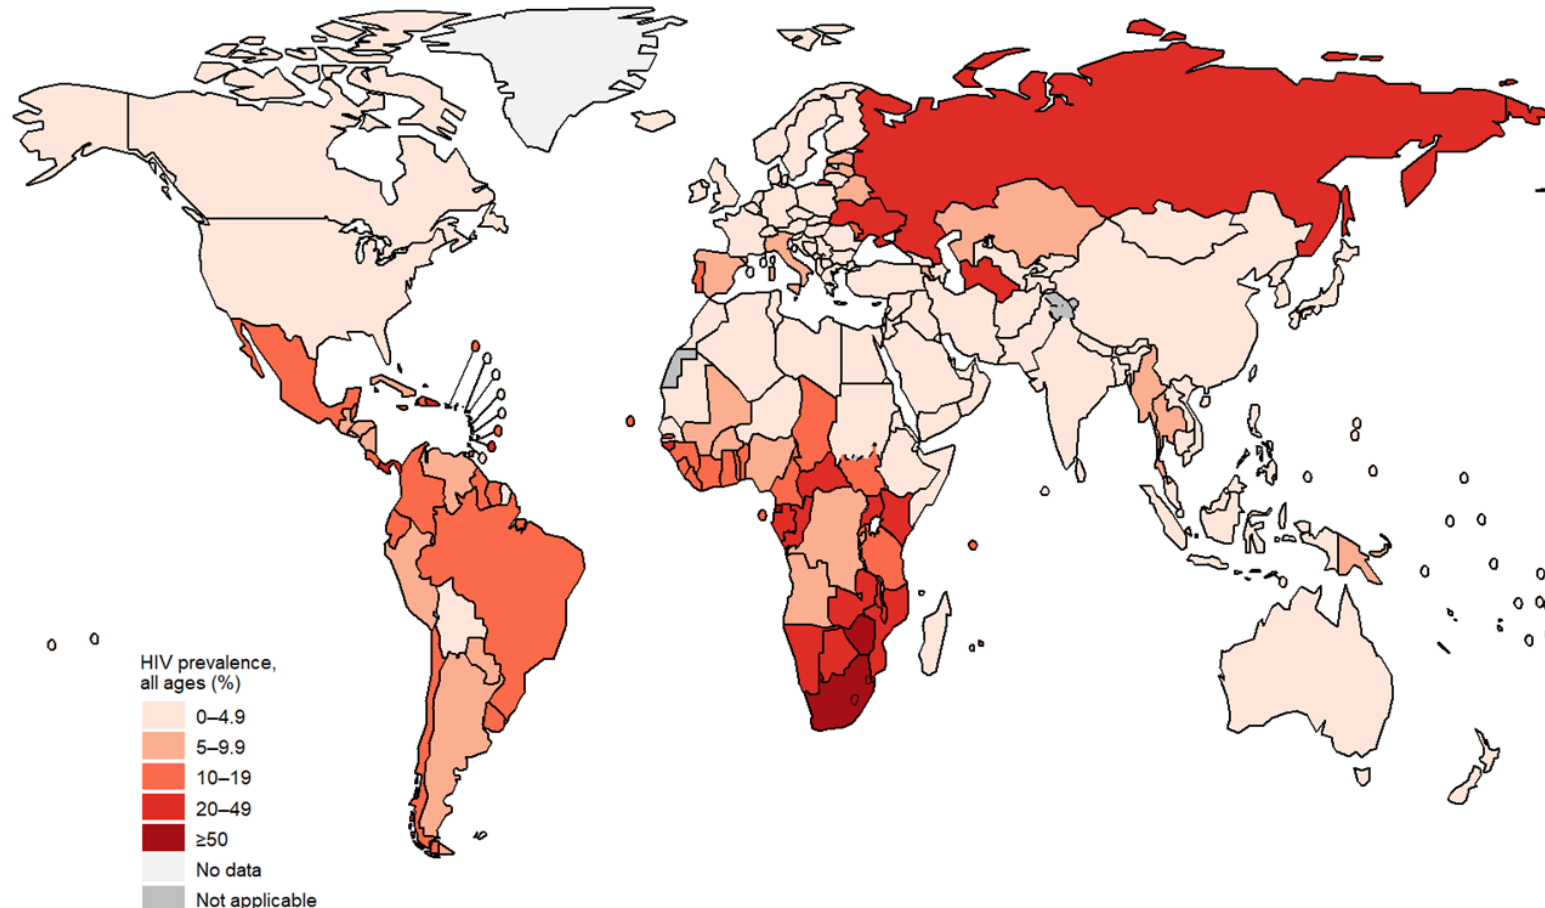 HIV prevalence,
all ages (%)
0–4.9
5–9.9
10–19
20–49
≥50
No data
Not applicable